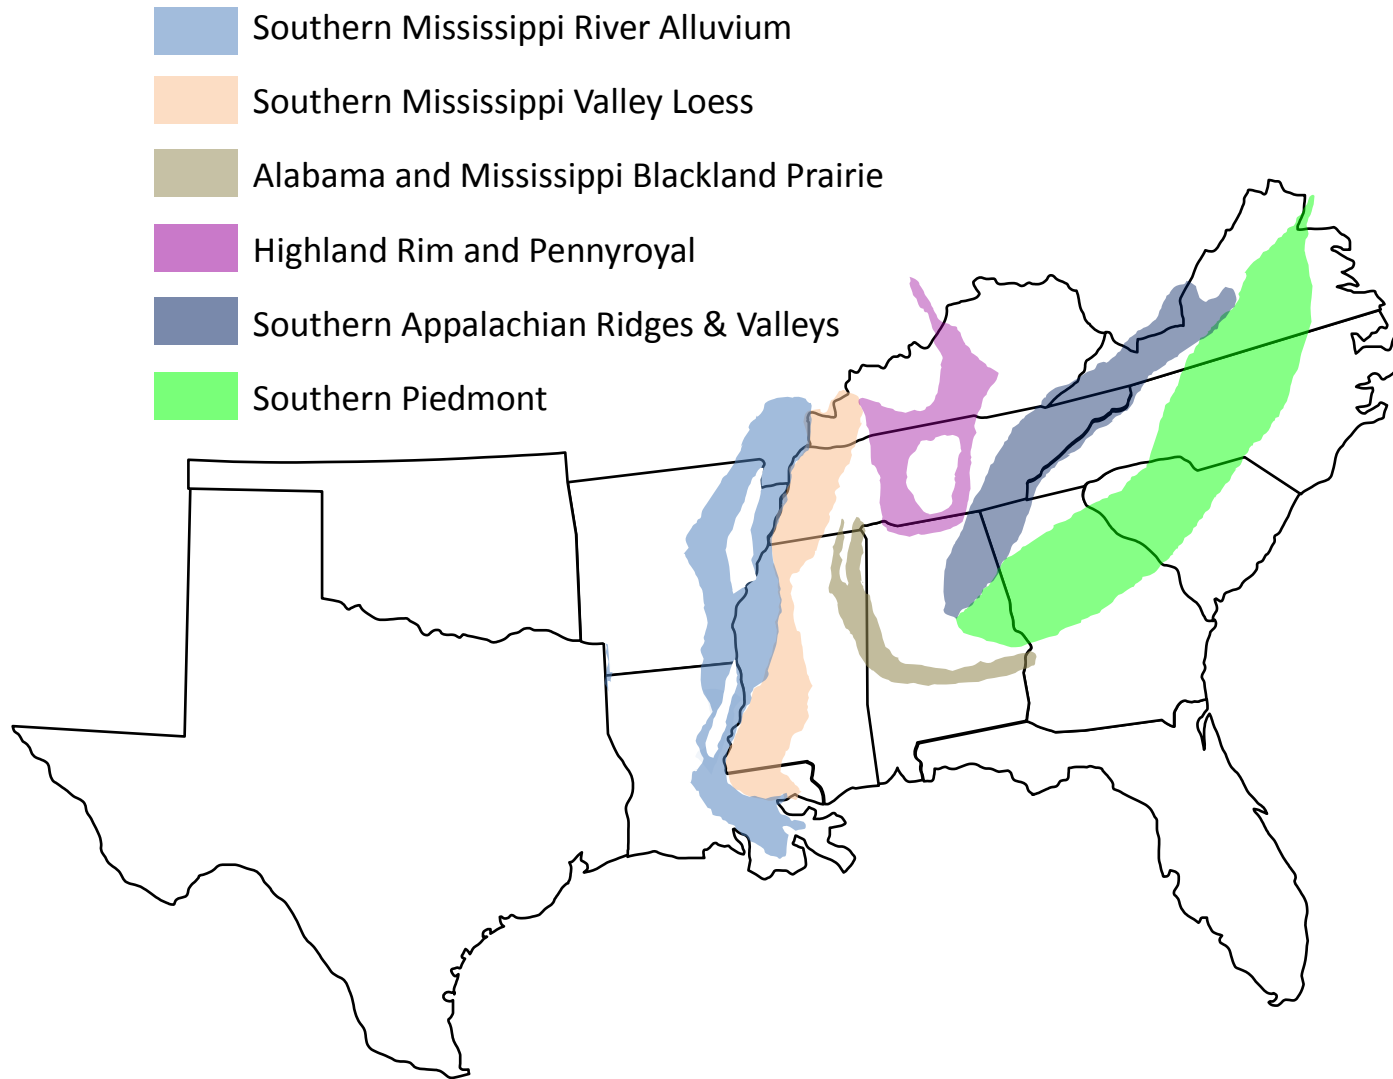 Southern Mississippi River Alluvium
Southern Mississippi Valley Loess
Alabama and Mississippi Blackland Prairie
Highland Rim and Pennyroyal
Southern Appalachian Ridges & Valleys
Southern Piedmont